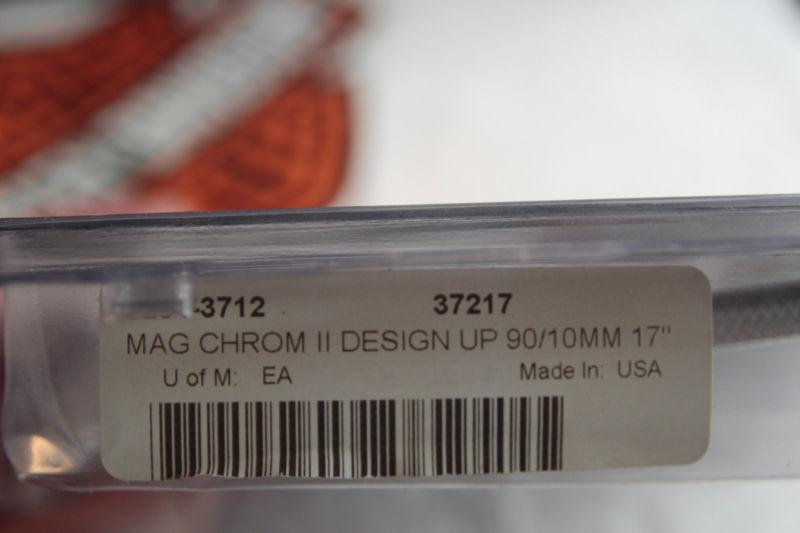 -3712 37217
MAG CHROM II DESIGN UP 90/10MM 17"
U of M: EA Made In: USA